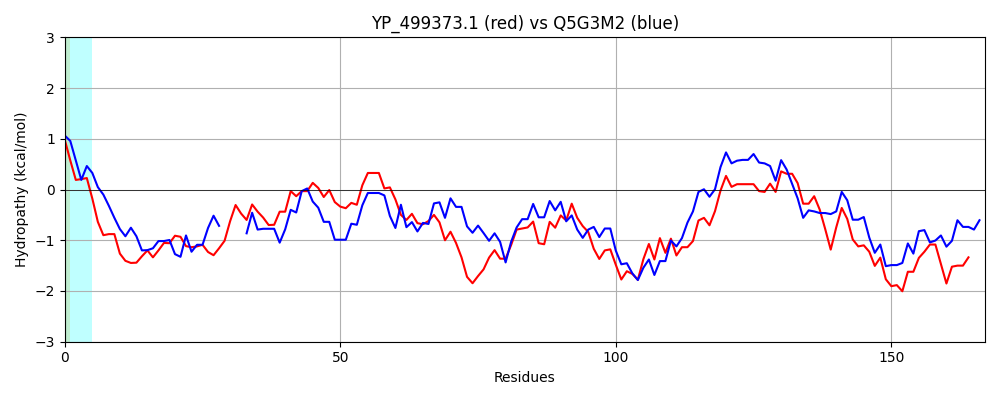 YP_499373.1 (red) vs Q5G3M2 (blue)
Hydropathy (kcal/mol)
3
2
1
0
−1
−2
−3
0 50 100 150
Residues